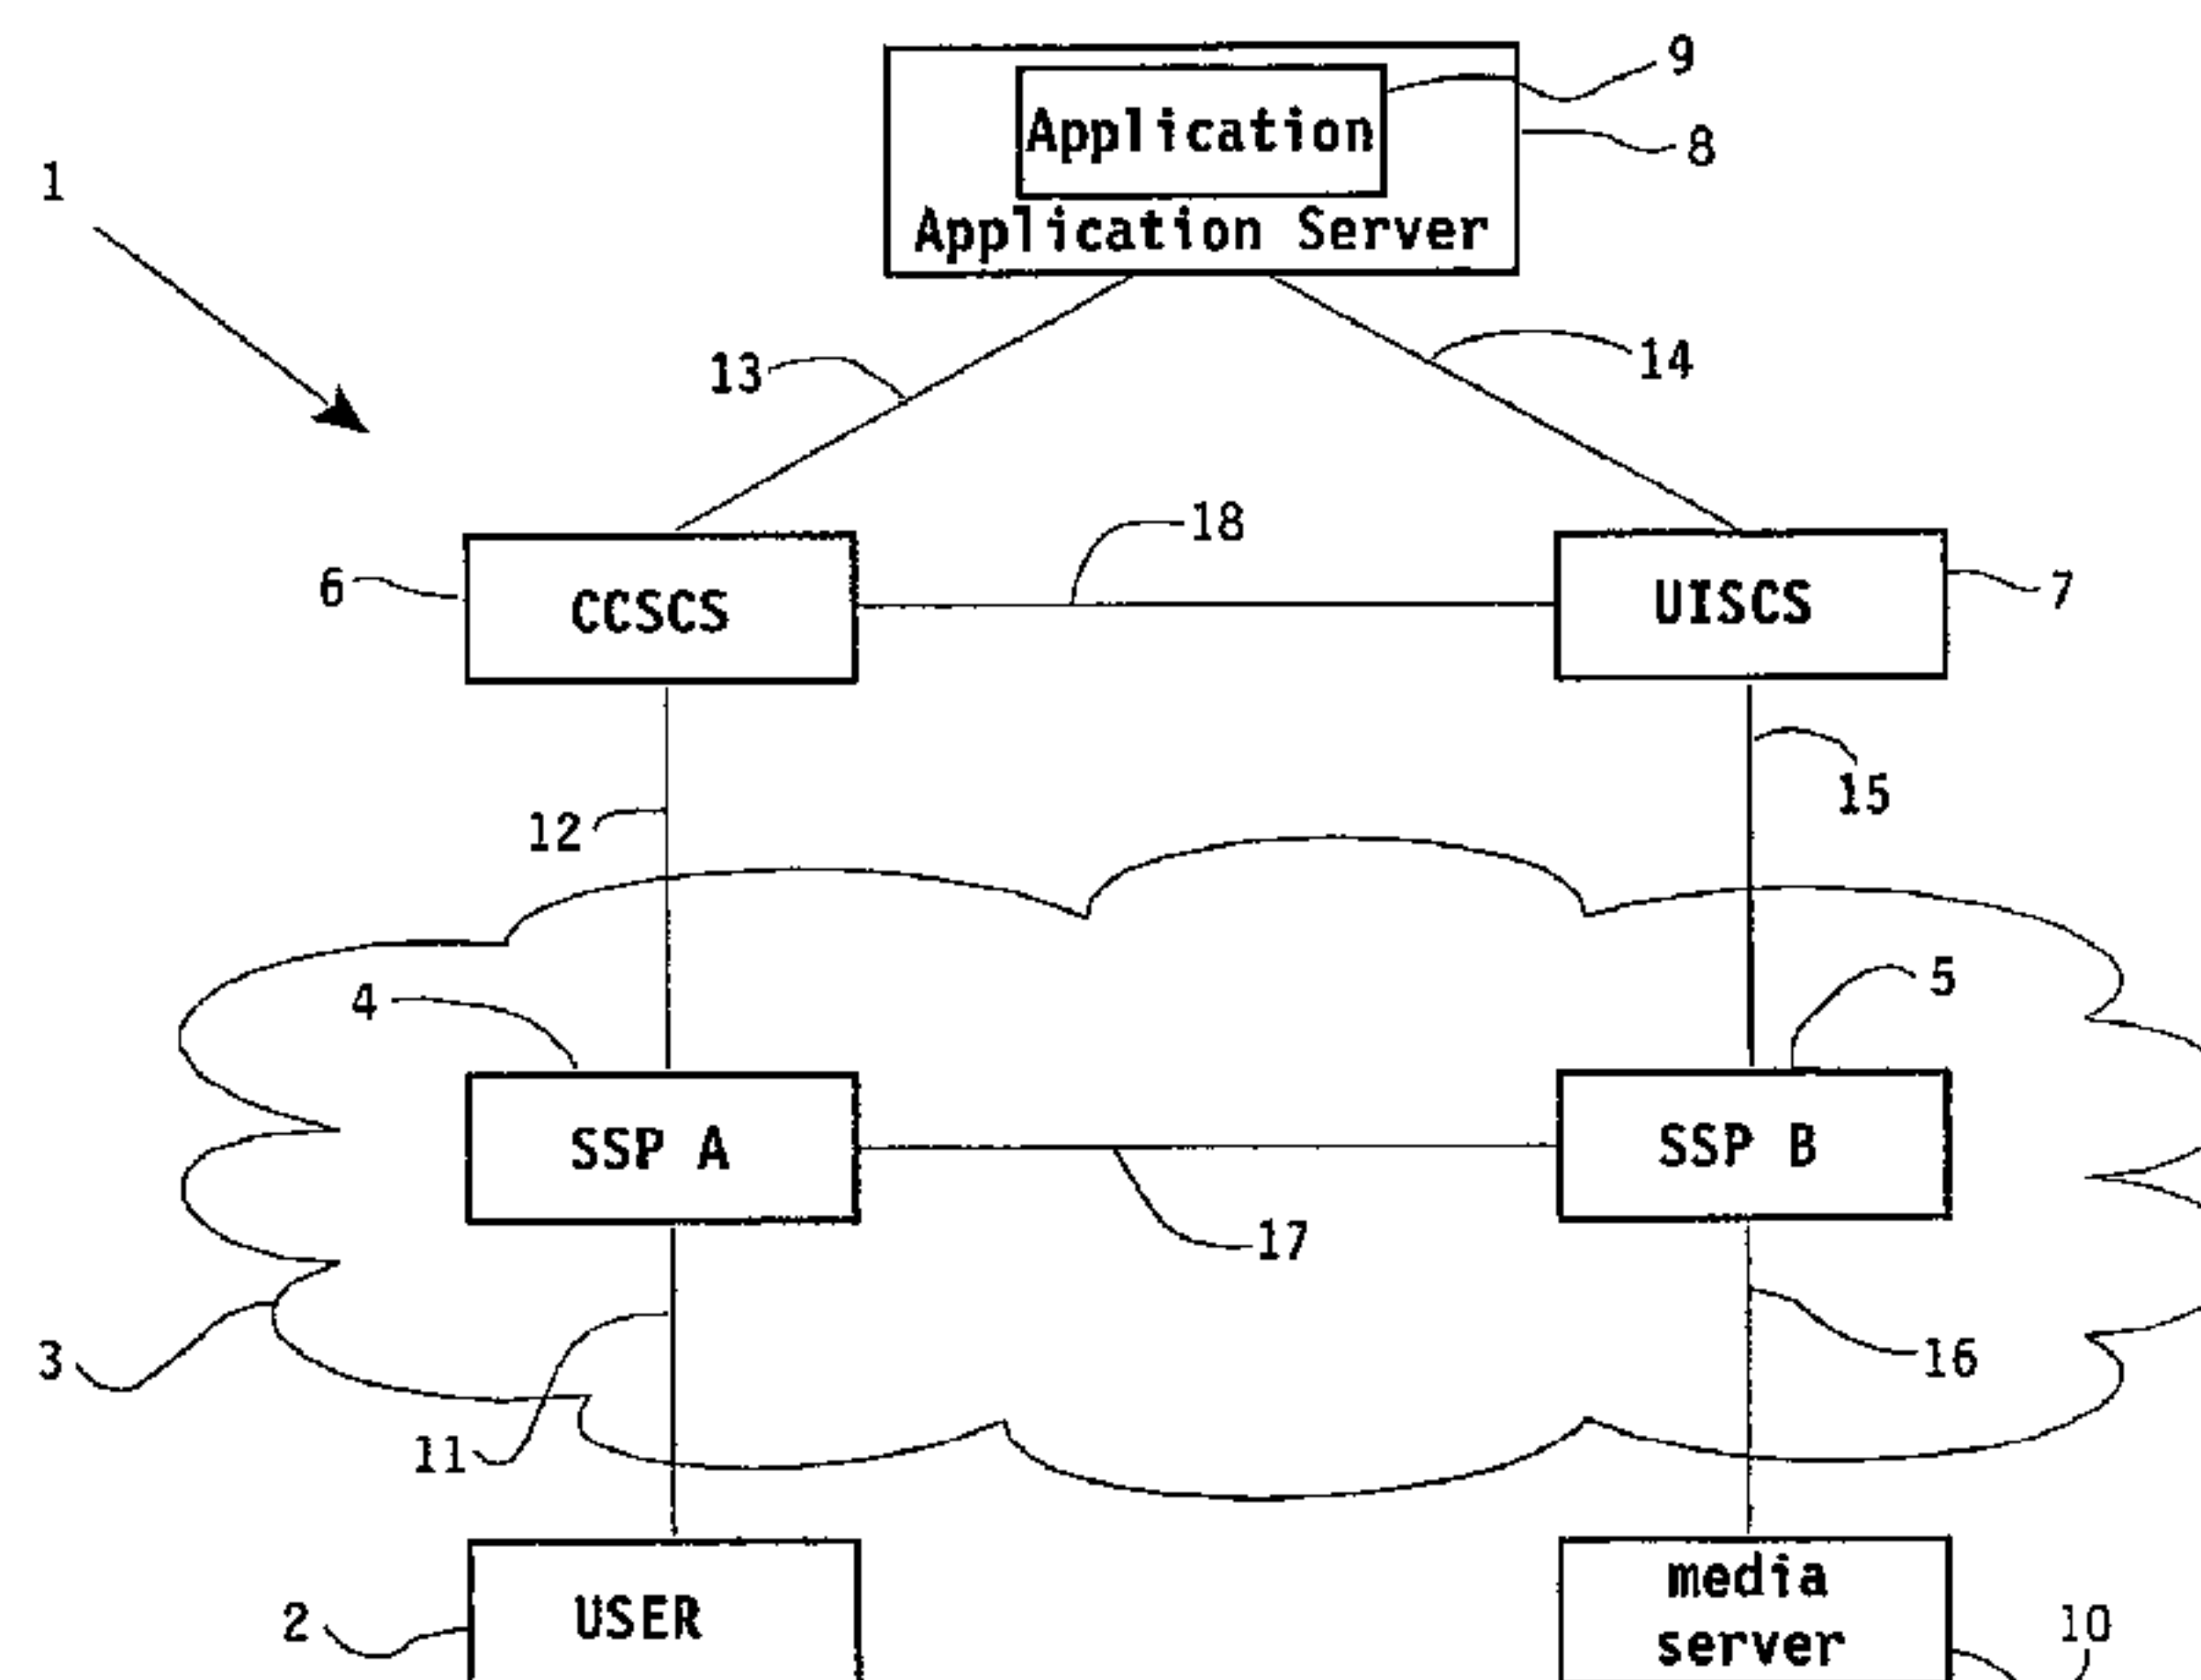 9
Application
8
1
Application Server
13
14
18
6
CCSCS
UISCS
7
15
12
4
5
SSP A
SSP B
17
3
16
11
2
USER
media
server
10